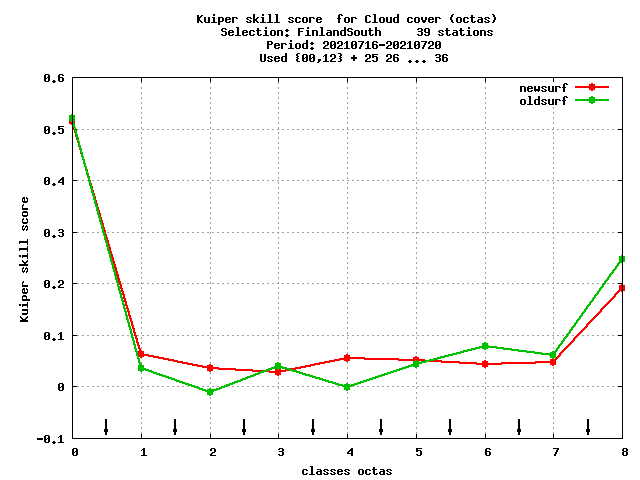 Kuiper skill score  for Cloud cover (octas)
Selection: FinlandSouth     39 stations
Period: 20210716-20210720
Used {00,12} + 25 26 ... 36
newsurf
oldsurf
0.6
0.5
0.4
0.3
0.2
0.1
0
-0.1
Kuiper skill score
0 1 2 3 4 5 6 7 8
classes octas